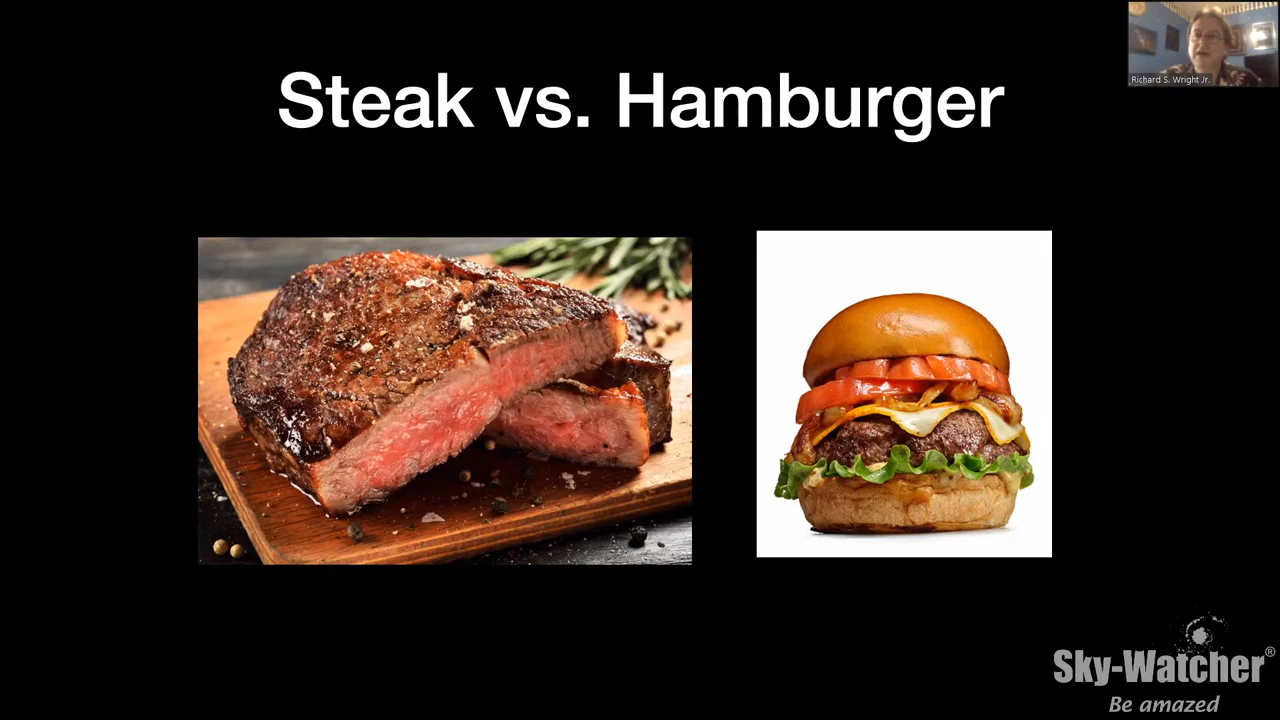 Steak vs. Hamburger
Richard S. Wright Jr.
Sky-Watcher®
Be amazed